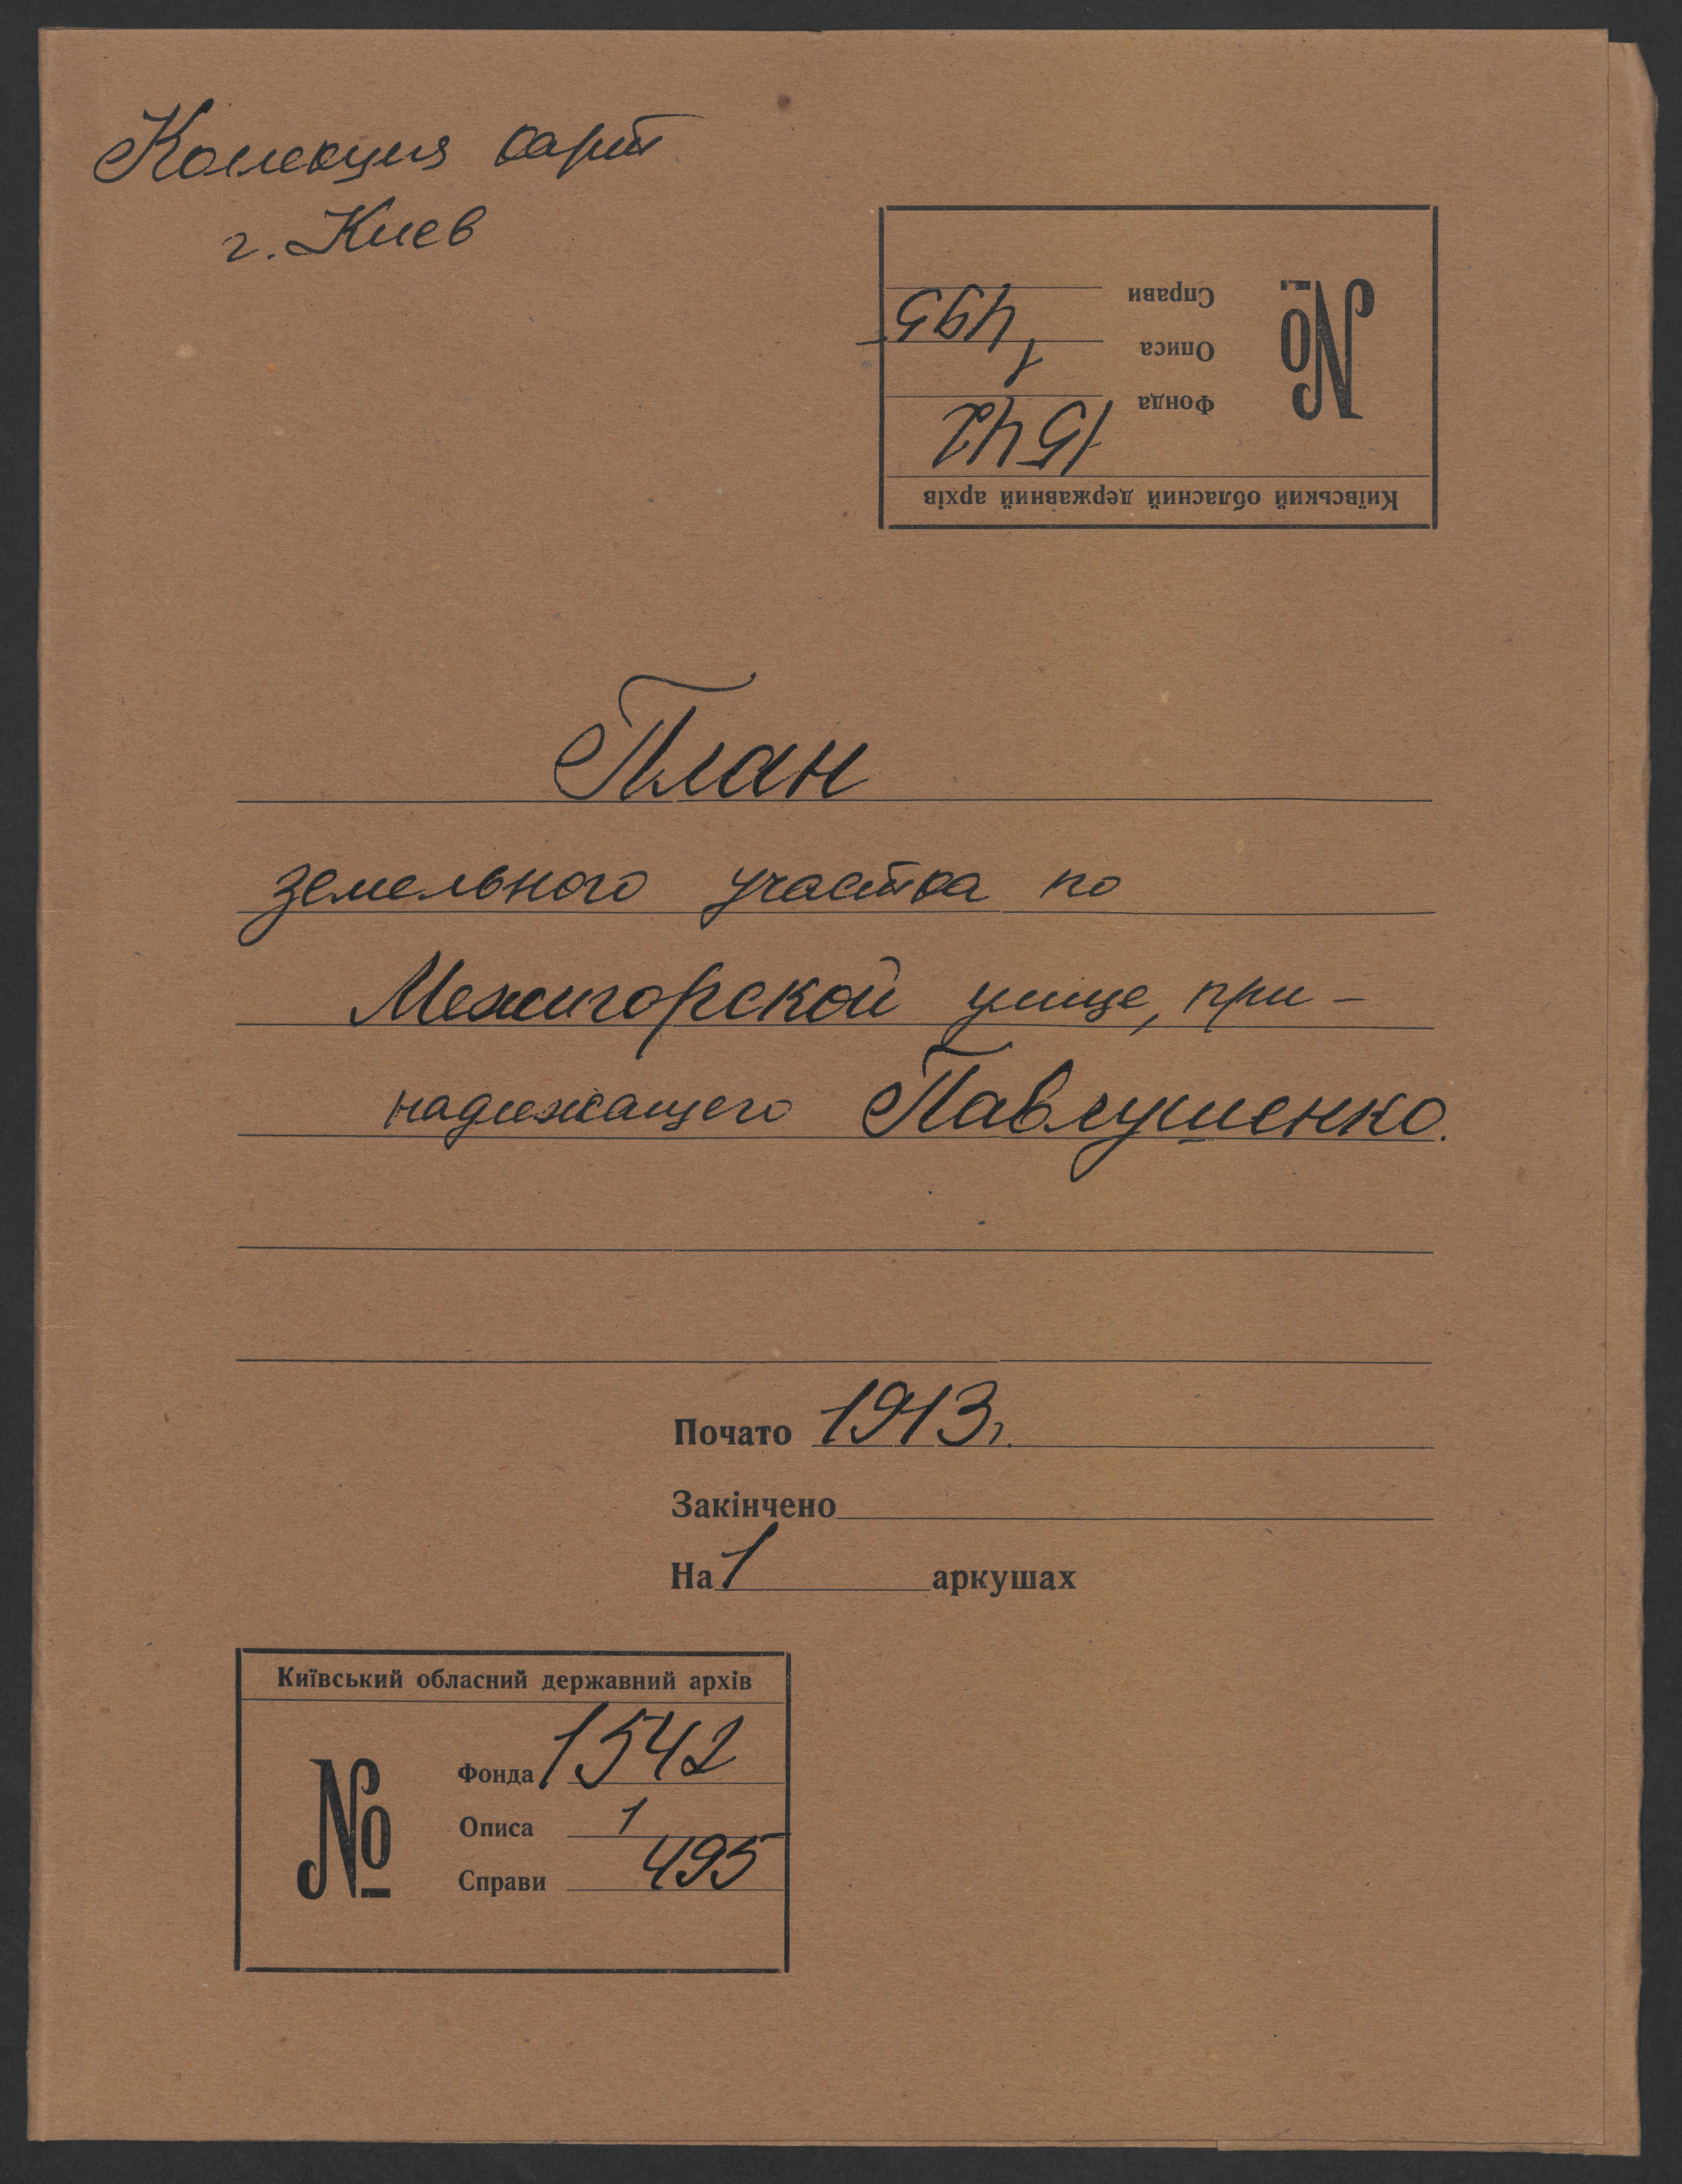 Коллекция карт
г. Киев
Київський обласний державний архів
№
Фонда 1542
Описа 1
Справи 495
План
земельного участка по
Межигорской улице, при-
надлежащего Павлушенко.
Почато 1913 г.
Закінчено
На 1 аркушах
Київський обласний державний архів
№
Фонда 1542
Описа 1
Справи 495